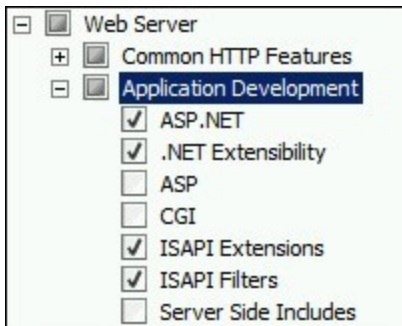 Web Server
Common HTTP Features
Application Development
ASP.NET
.NET Extensibility
ASP
CGI
ISAPI Extensions
ISAPI Filters
Server Side Includes